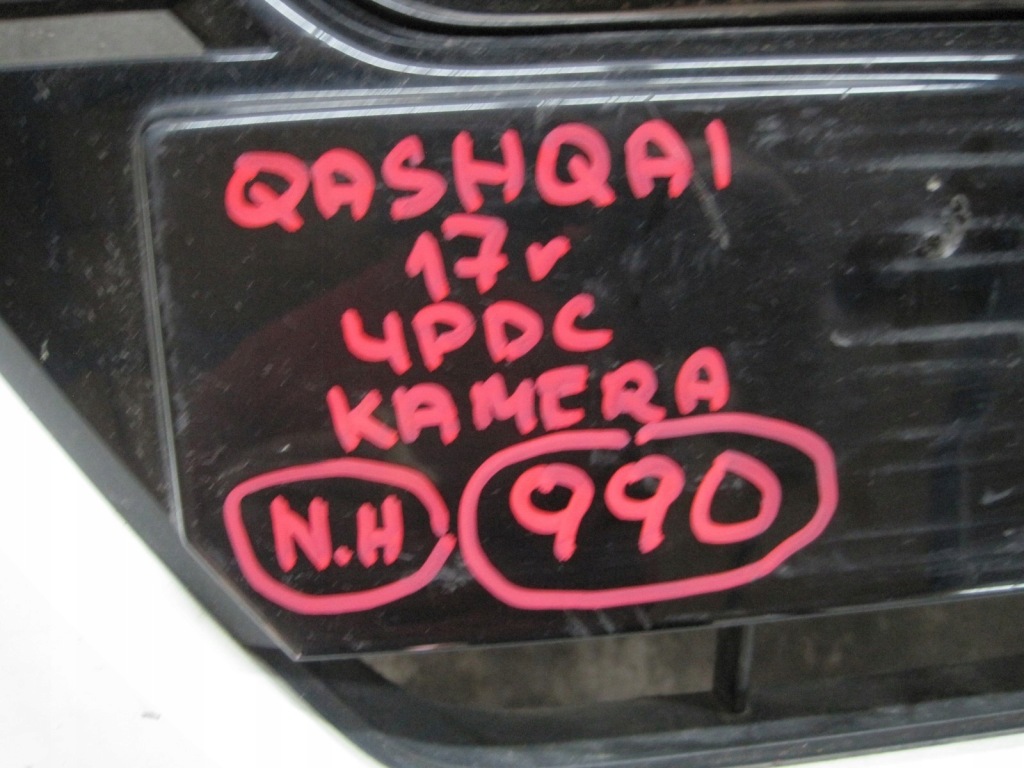 QASHQAI
17r
4PDC
KAMERA
N.H 990